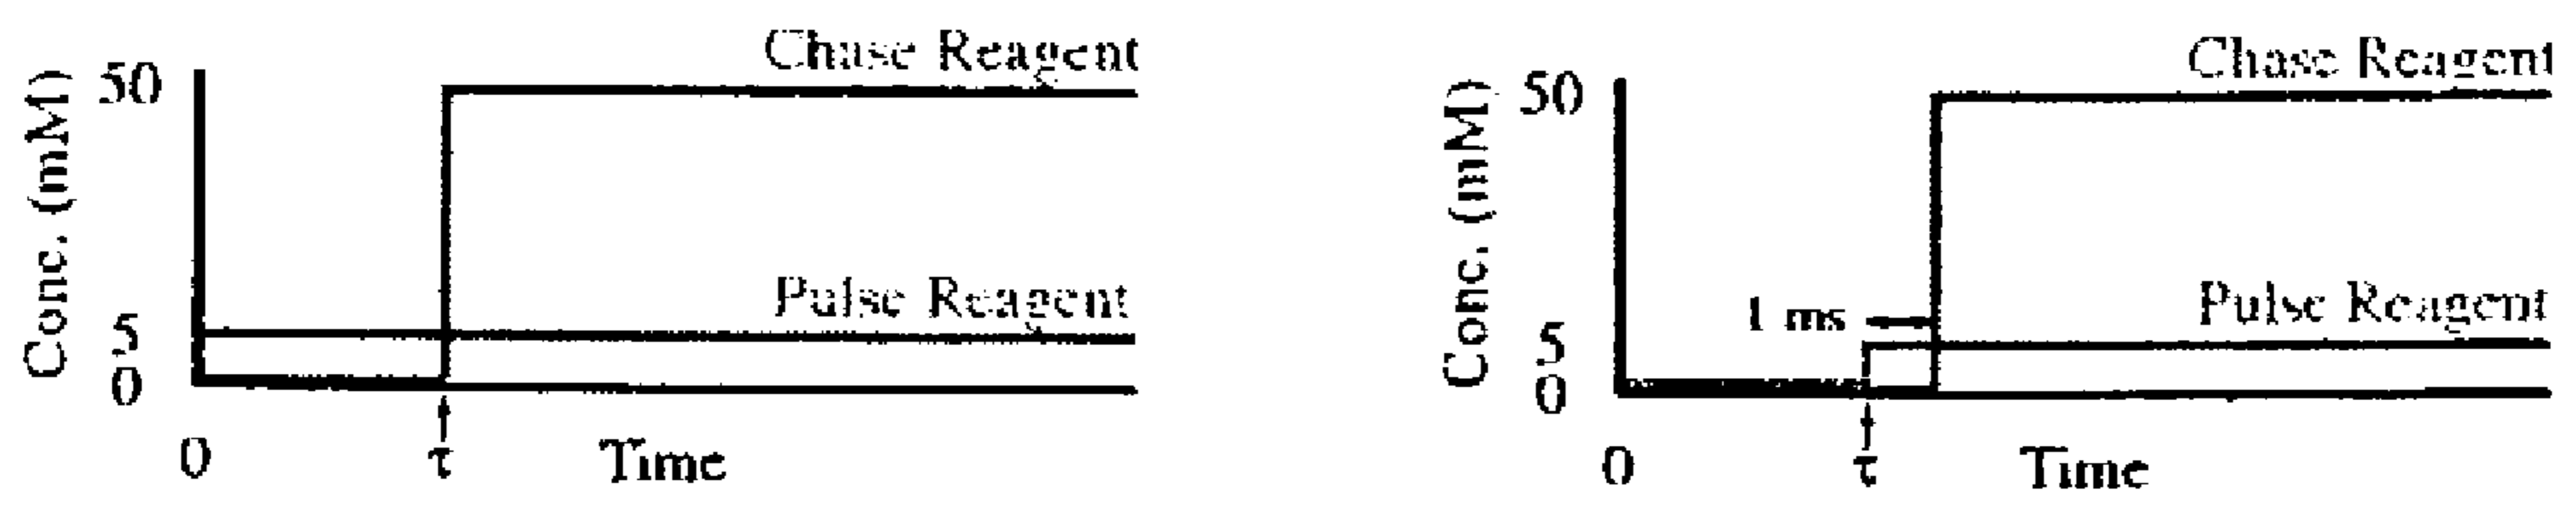 Chase Reagent
50
Conc. (mM)
Pulse Reagent
5
0
0
τ
Time
Chase Reagent
50
Conc. (mM)
Pulse Reagent
1 ms
5
0
0
τ
Time